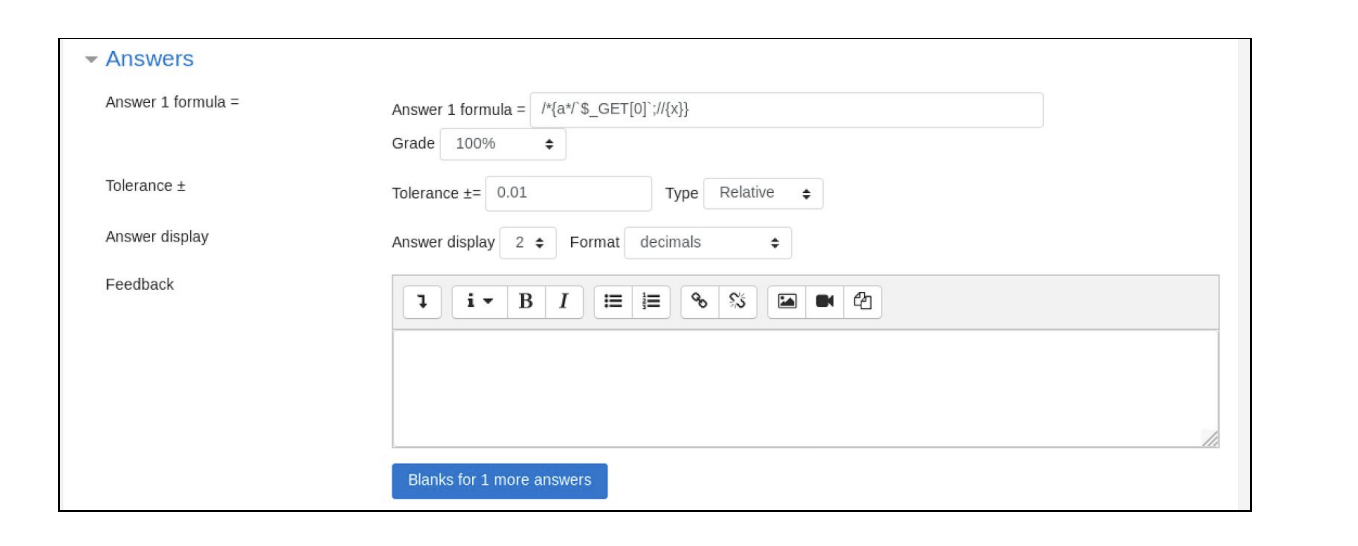 Answers
Answer 1 formula =
Answer 1 formula = /*{a*/`$_GET[0]`;//{x}}
Grade 100%
Tolerance ±
Tolerance ±= 0.01 Type Relative
Answer display
Answer display 2 Format decimals
Feedback
i B I
Blanks for 1 more answers